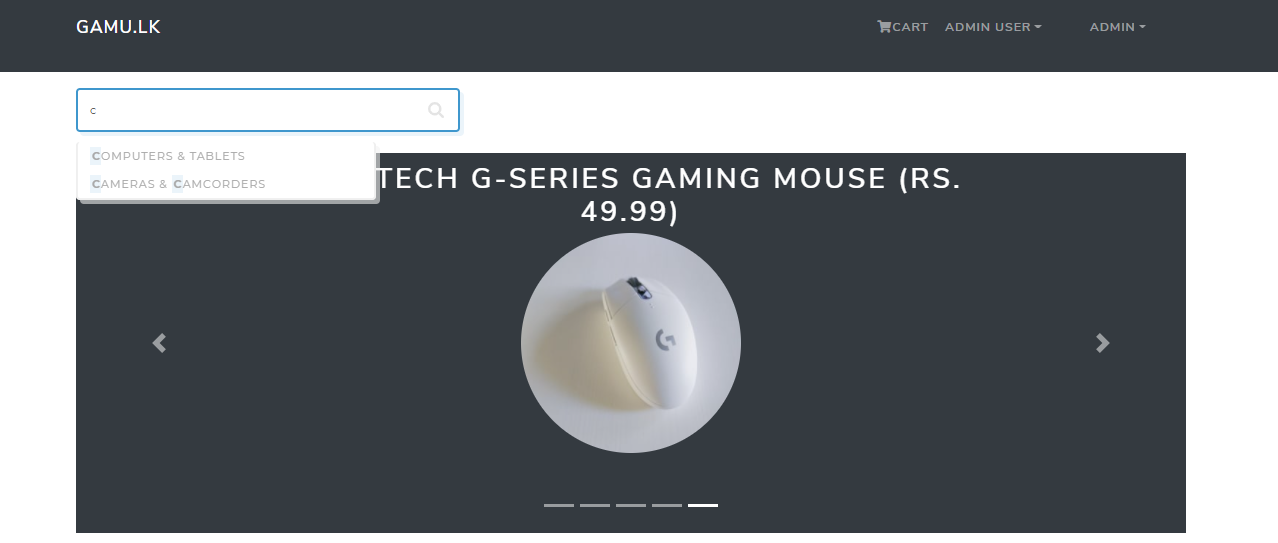 GAMU.LK
CART ADMIN USER ADMIN
c
COMPUTERS & TABLETS
CAMERAS & CAMCORDERS
TECH G-SERIES GAMING MOUSE (RS.
49.99)
G